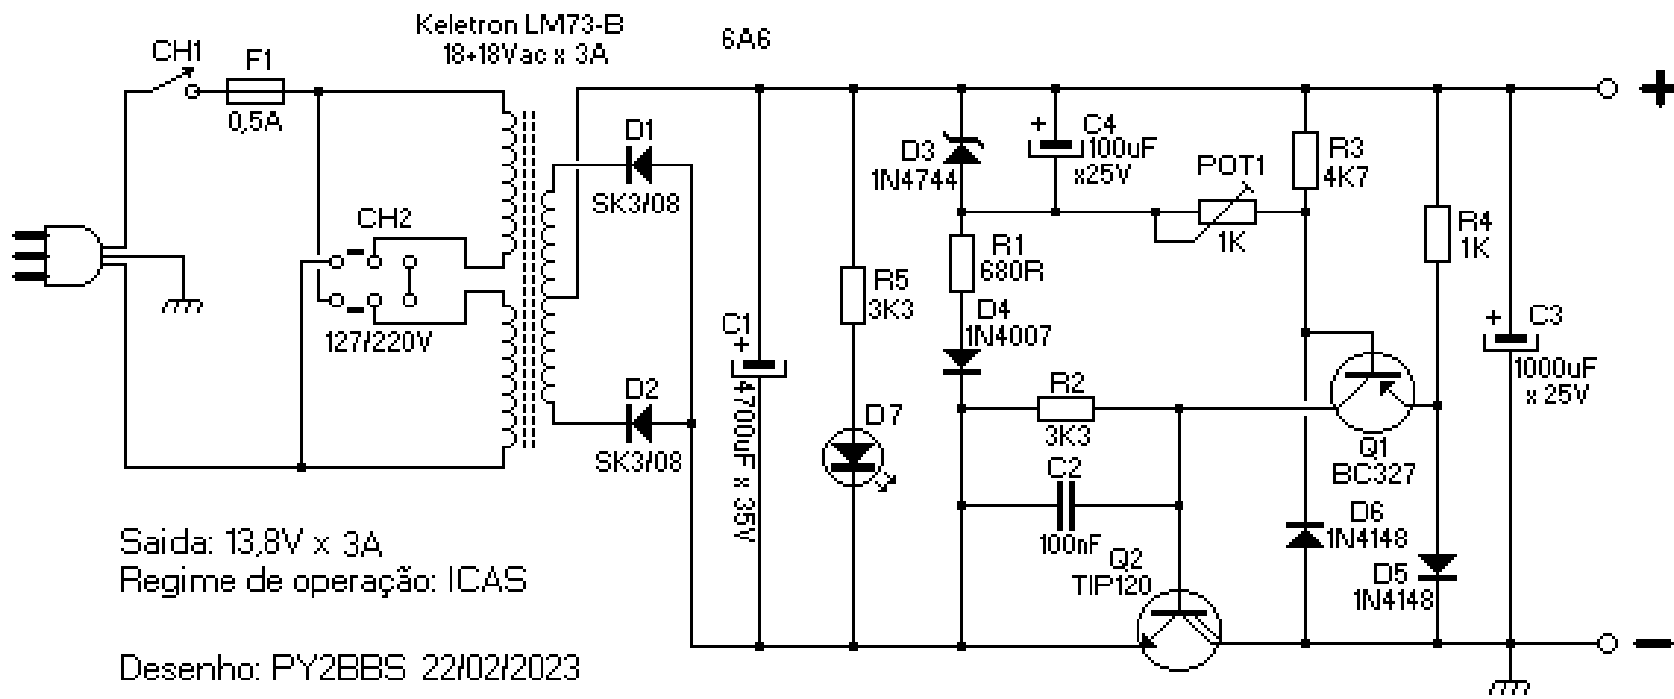 Keletron LM73-B
18+18Vac x 3A
6A6
CH1
F1
0,5A
D1
SK3/08
D3
1N4744
+
C4
100uF
x25V
POT1
1K
R3
4K7
+
CH2
127/220V
R1
680R
R4
1K
R5
3K3
D4
1N4007
C1
+
4700uF x 35V
+
C3
1000uF
x 25V
D2
SK3/08
D7
R2
3K3
Q1
BC327
C2
100nF
D6
1N4148
Q2
TIP120
D5
1N4148
Saida: 13,8V x 3A
Regime de operação: ICAS
Desenho: PY2BBS 22/02/2023
-